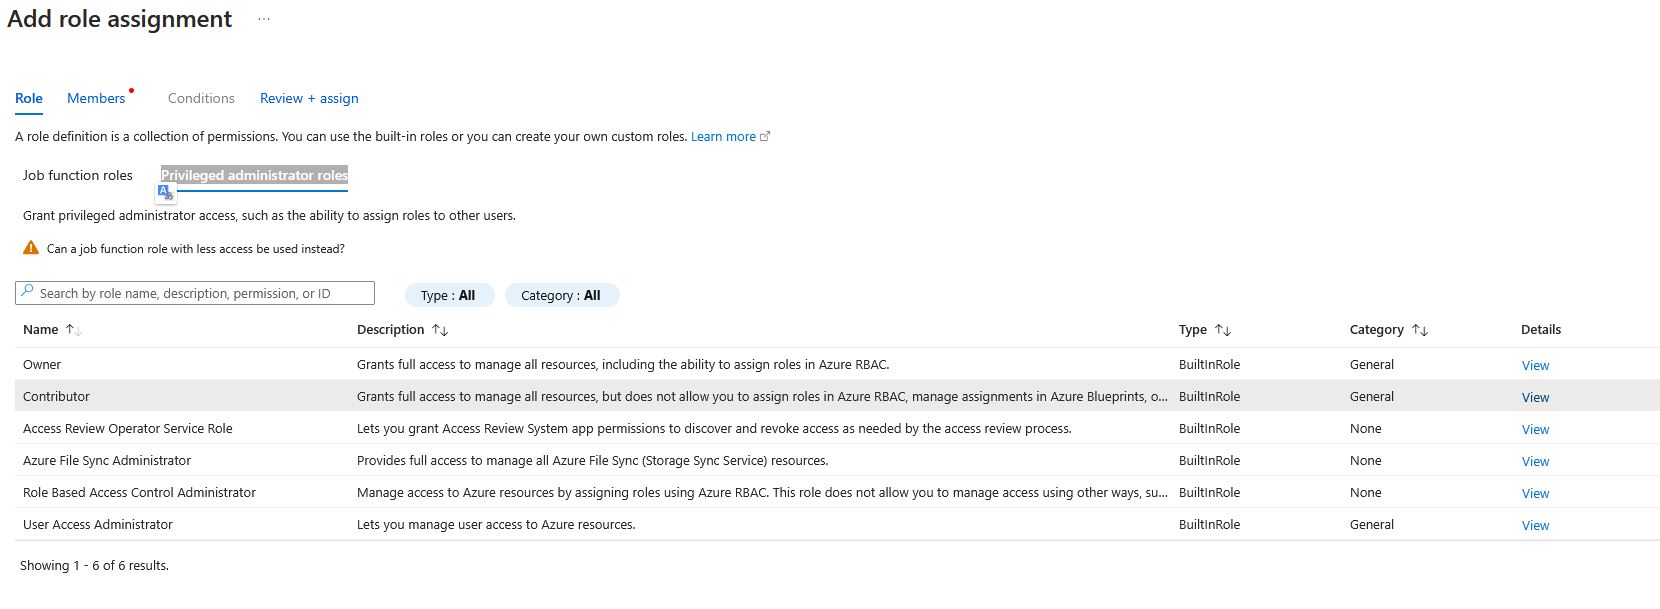 Add role assignment ...
Role Members Conditions Review + assign
A role definition is a collection of permissions. You can use the built-in roles or you can create your own custom roles. Learn more
Job function roles Privileged administrator roles
Grant privileged administrator access, such as the ability to assign roles to other users.
Can a job function role with less access be used instead?
Search by role name, description, permission, or ID Type : All Category : All
Name Description Type Category Details
Owner Grants full access to manage all resources, including the ability to assign roles in Azure RBAC. BuiltInRole General View
Contributor Grants full access to manage all resources, but does not allow you to assign roles in Azure RBAC, manage assignments in Azure Blueprints, o... BuiltInRole General View
Access Review Operator Service Role Lets you grant Access Review System app permissions to discover and revoke access as needed by the access review process. BuiltInRole None View
Azure File Sync Administrator Provides full access to manage all Azure File Sync (Storage Sync Service) resources. BuiltInRole None View
Role Based Access Control Administrator Manage access to Azure resources by assigning roles using Azure RBAC. This role does not allow you to manage access using other ways, su... BuiltInRole None View
User Access Administrator Lets you manage user access to Azure resources. BuiltInRole General View
Showing 1 - 6 of 6 results.